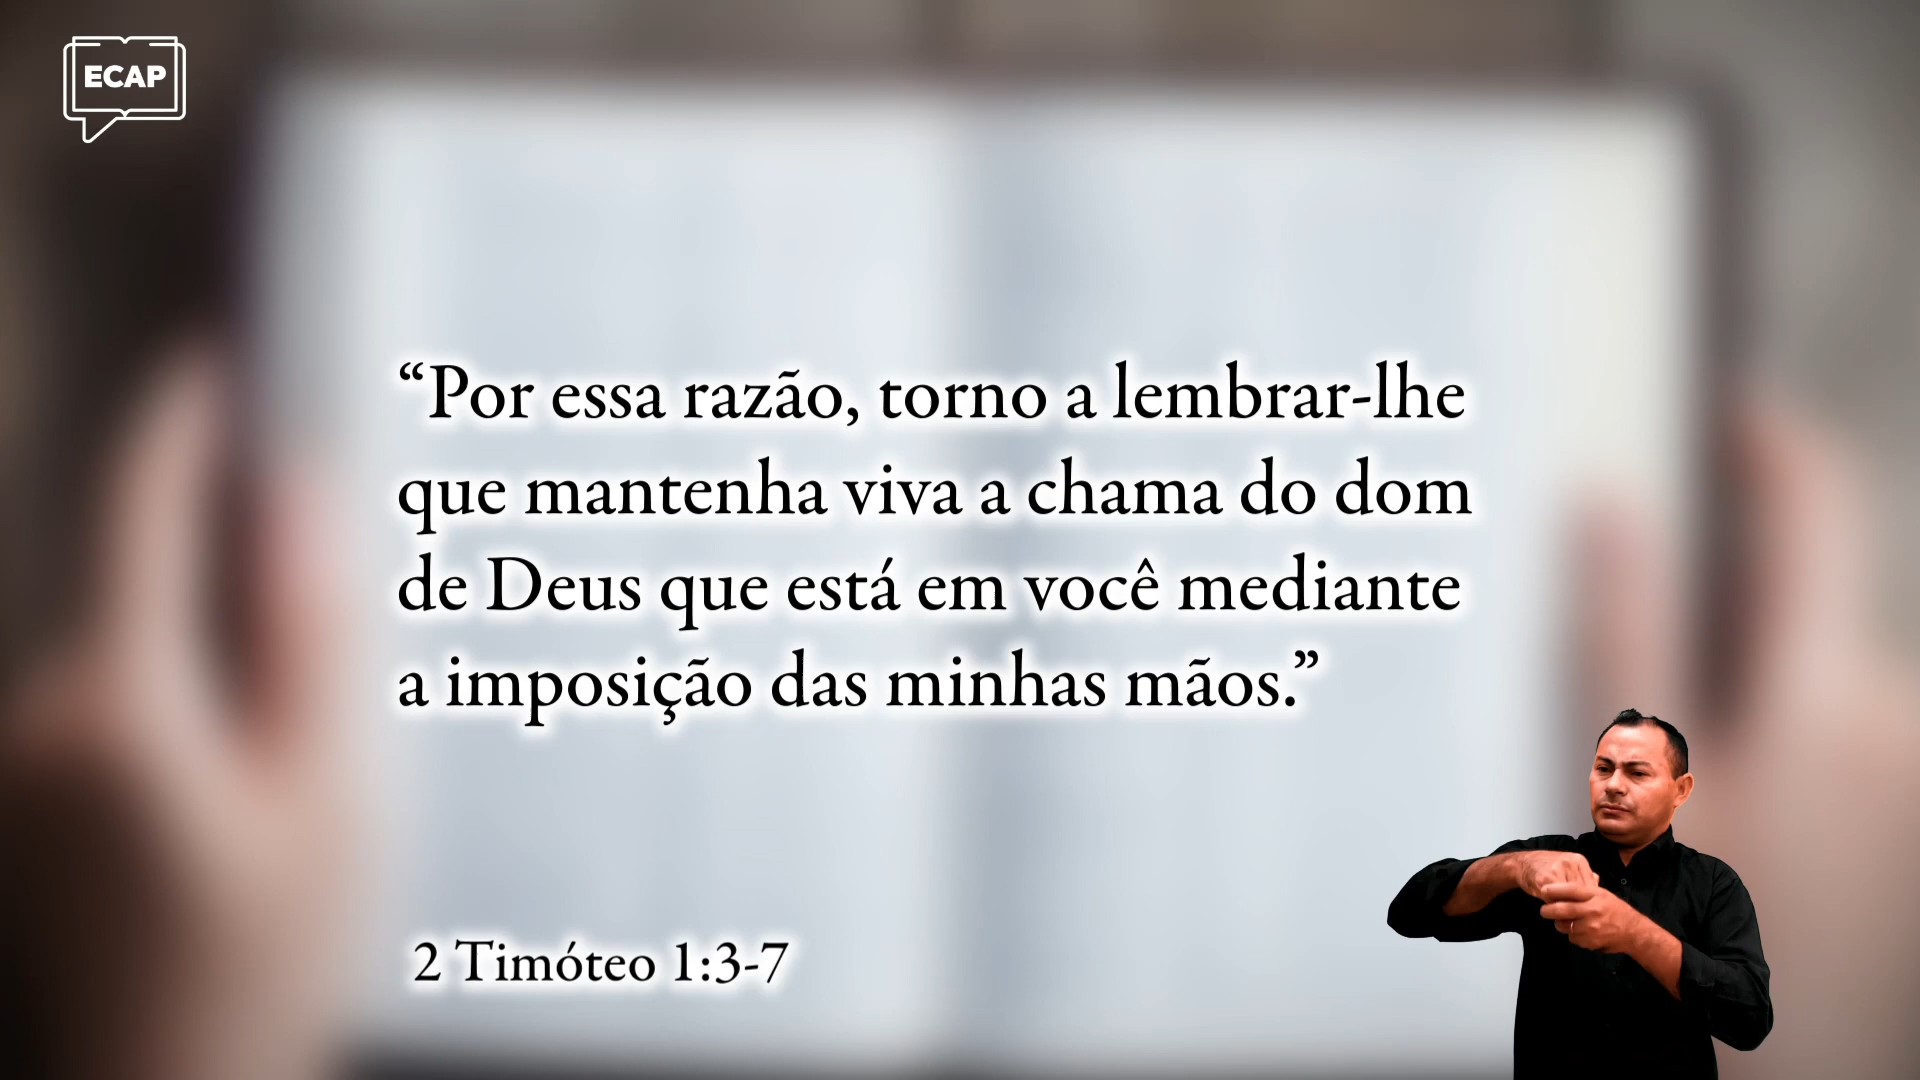 ECAP
“Por essa razão, torno a lembrar-lhe
que mantenha viva a chama do dom
de Deus que está em você mediante
a imposição das minhas mãos.”
2 Timóteo 1:3-7